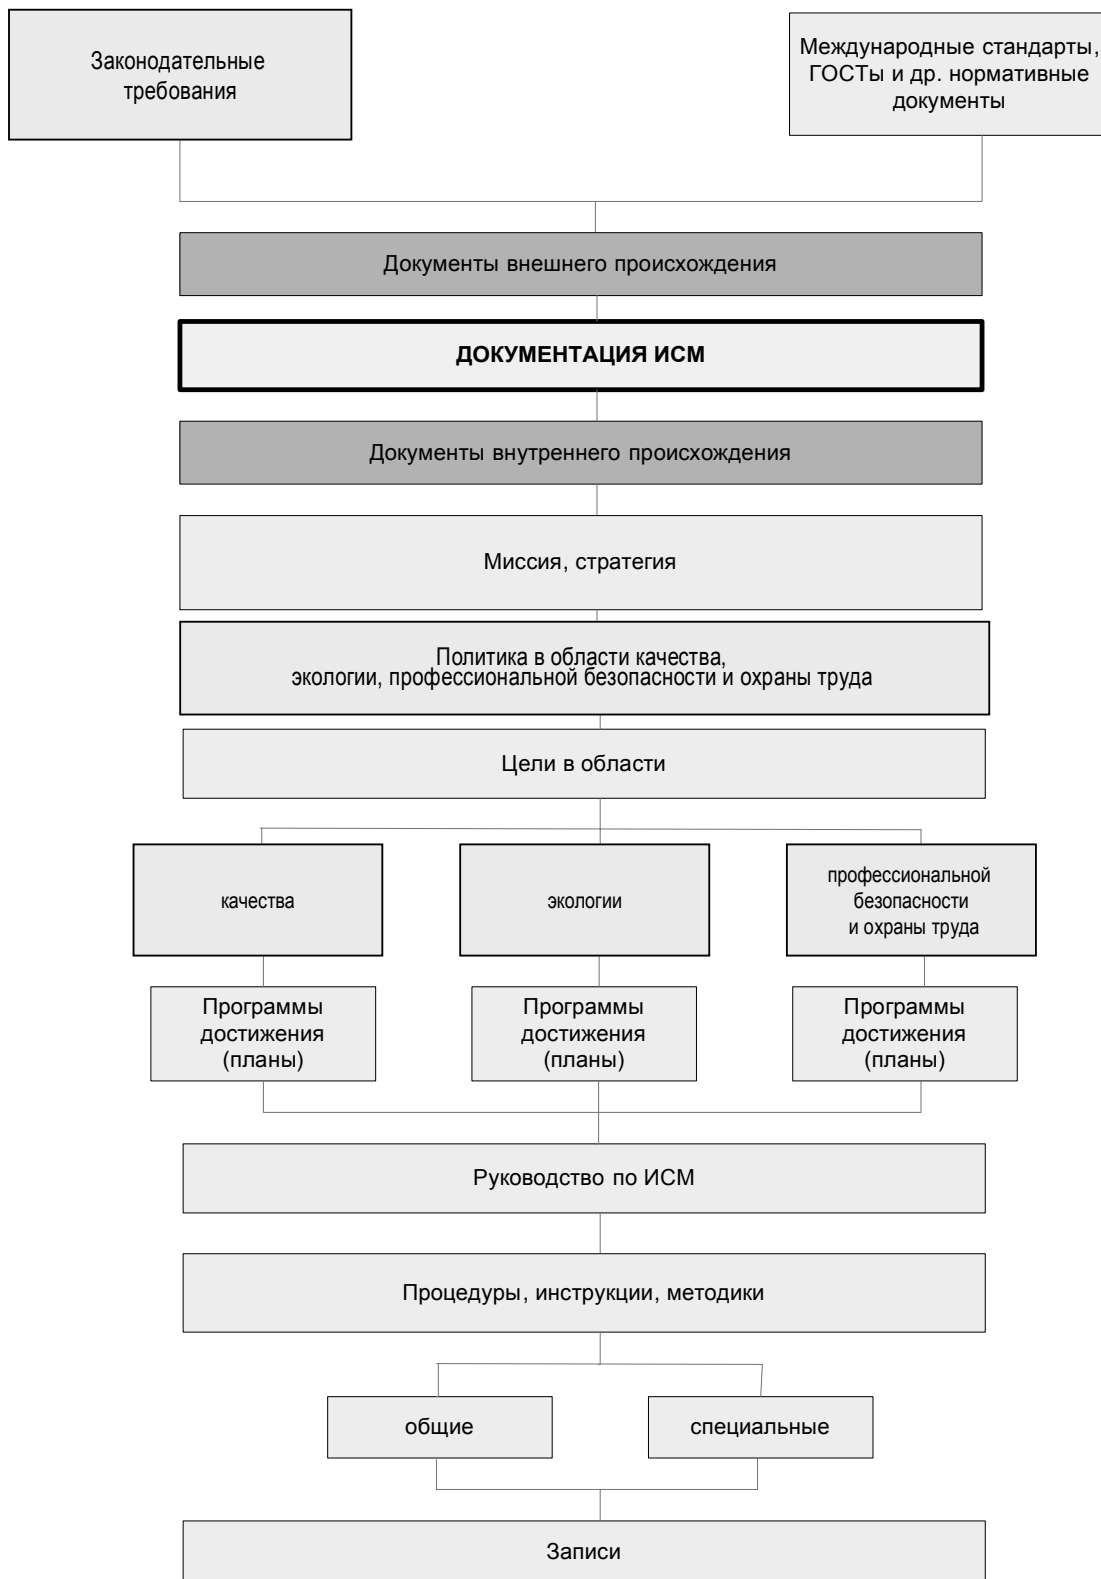 Законодательные
требования
Международные стандарты,
ГОСТы и др. нормативные
документы
Документы внешнего происхождения
ДОКУМЕНТАЦИЯ ИСМ
Документы внутреннего происхождения
Миссия, стратегия
Политика в области качества,
экологии, профессиональной безопасности и охраны труда
Цели в области
качества
экологии
профессиональной
безопасности
и охраны труда
Программы
достижения
(планы)
Программы
достижения
(планы)
Программы
достижения
(планы)
Руководство по ИСМ
Процедуры, инструкции, методики
общие
специальные
Записи